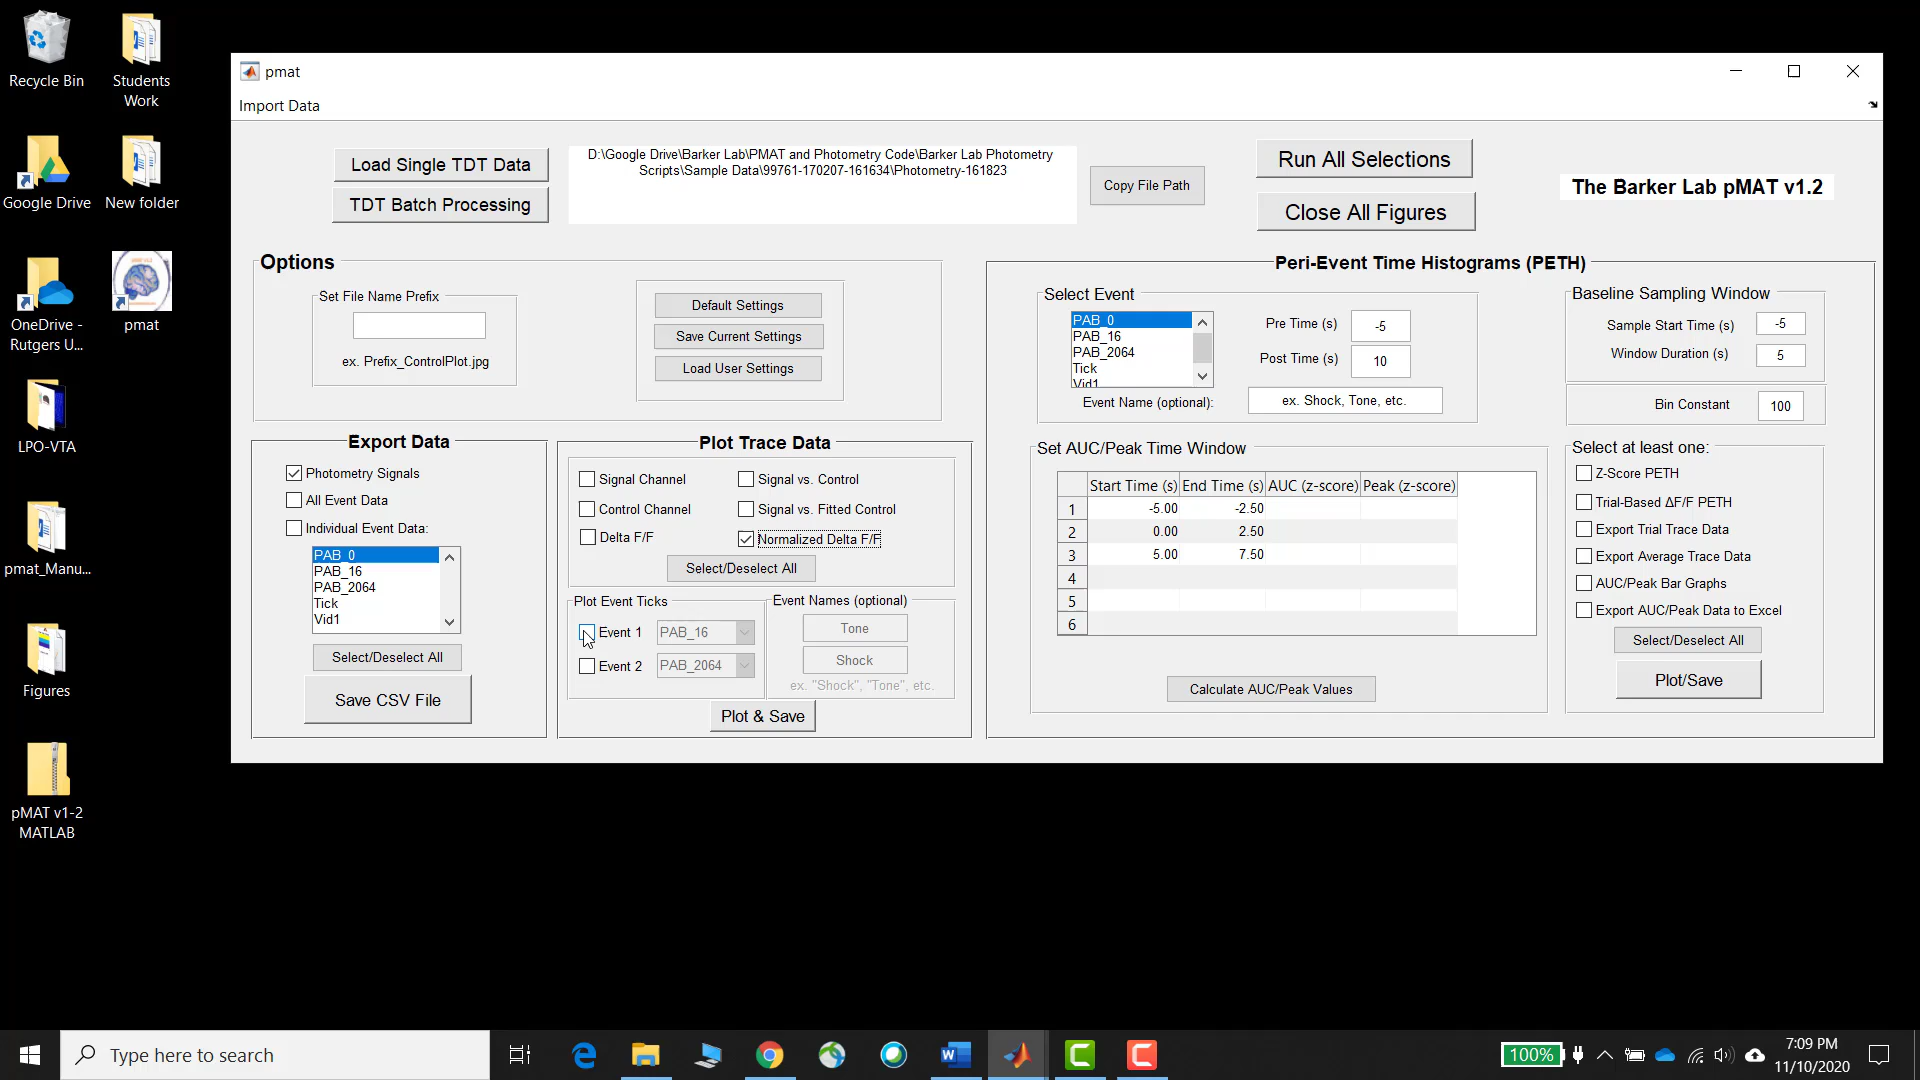 Recycle Bin
Students
Work
Google Drive
New folder
OneDrive -
Rutgers U...
pmat
LPO-VTA
pmat_Manu...
Figures
pMAT v1-2
MATLAB
pmat
Import Data
Load Single TDT Data
TDT Batch Processing
D:\Google Drive\Barker Lab\PMAT and Photometry Code\Barker Lab Photometry
Scripts\Sample Data\99761-170207-161634\Photometry-161823
Copy File Path
Run All Selections
Close All Figures
The Barker Lab pMAT v1.2
Options
Set File Name Prefix
ex. Prefix_ControlPlot.jpg
Default Settings
Save Current Settings
Load User Settings
Export Data
Photometry Signals
All Event Data
Individual Event Data:
PAB_0
PAB_16
PAB_2064
Tick
Vid1
Select/Deselect All
Save CSV File
Plot Trace Data
Signal Channel
Signal vs. Control
Control Channel
Signal vs. Fitted Control
Delta F/F
Normalized Delta F/F
Select/Deselect All
Plot Event Ticks
Event 1 PAB_16
Event 2 PAB_2064
Event Names (optional)
Tone
Shock
ex. "Shock", "Tone", etc.
Plot & Save
Peri-Event Time Histograms (PETH)
Select Event
PAB_0
PAB_16
PAB_2064
Tick
Vid1
Pre Time (s) -5
Post Time (s) 10
Event Name (optional): ex. Shock, Tone, etc.
Baseline Sampling Window
Sample Start Time (s) -5
Window Duration (s) 5
Bin Constant 100
Set AUC/Peak Time Window
Start Time (s) End Time (s) AUC (z-score) Peak (z-score)
1 -5.00 -2.50
2 0.00 2.50
3 5.00 7.50
4
5
6
Calculate AUC/Peak Values
Select at least one:
Z-Score PETH
Trial-Based ΔF/F PETH
Export Trial Trace Data
Export Average Trace Data
AUC/Peak Bar Graphs
Export AUC/Peak Data to Excel
Select/Deselect All
Plot/Save
Type here to search
100%
7:09 PM
11/10/2020